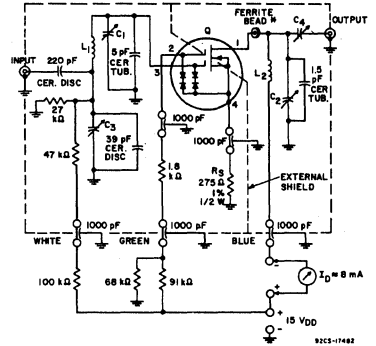 FERRITE BEAD * C4 OUTPUT
Q
C1
L1
5 pF
CER.
TUB.
2
1
3
4
INPUT
220 pF
CER. DISC
L2
1.5
pF
CER
TUB.
C2
27
kΩ
C3
39 pF
CER.
DISC
1000 pF
1000 pF
47 kΩ
1.8
kΩ
RS
275 Ω
1%
1/2 W
EXTERNAL
SHIELD
1000 pF
1000 pF
1000 pF
WHITE
GREEN
BLUE
100 kΩ
68 kΩ
91 kΩ
-
ID≈ 8 mA
+
+
15 VDD
-
92CS-17482